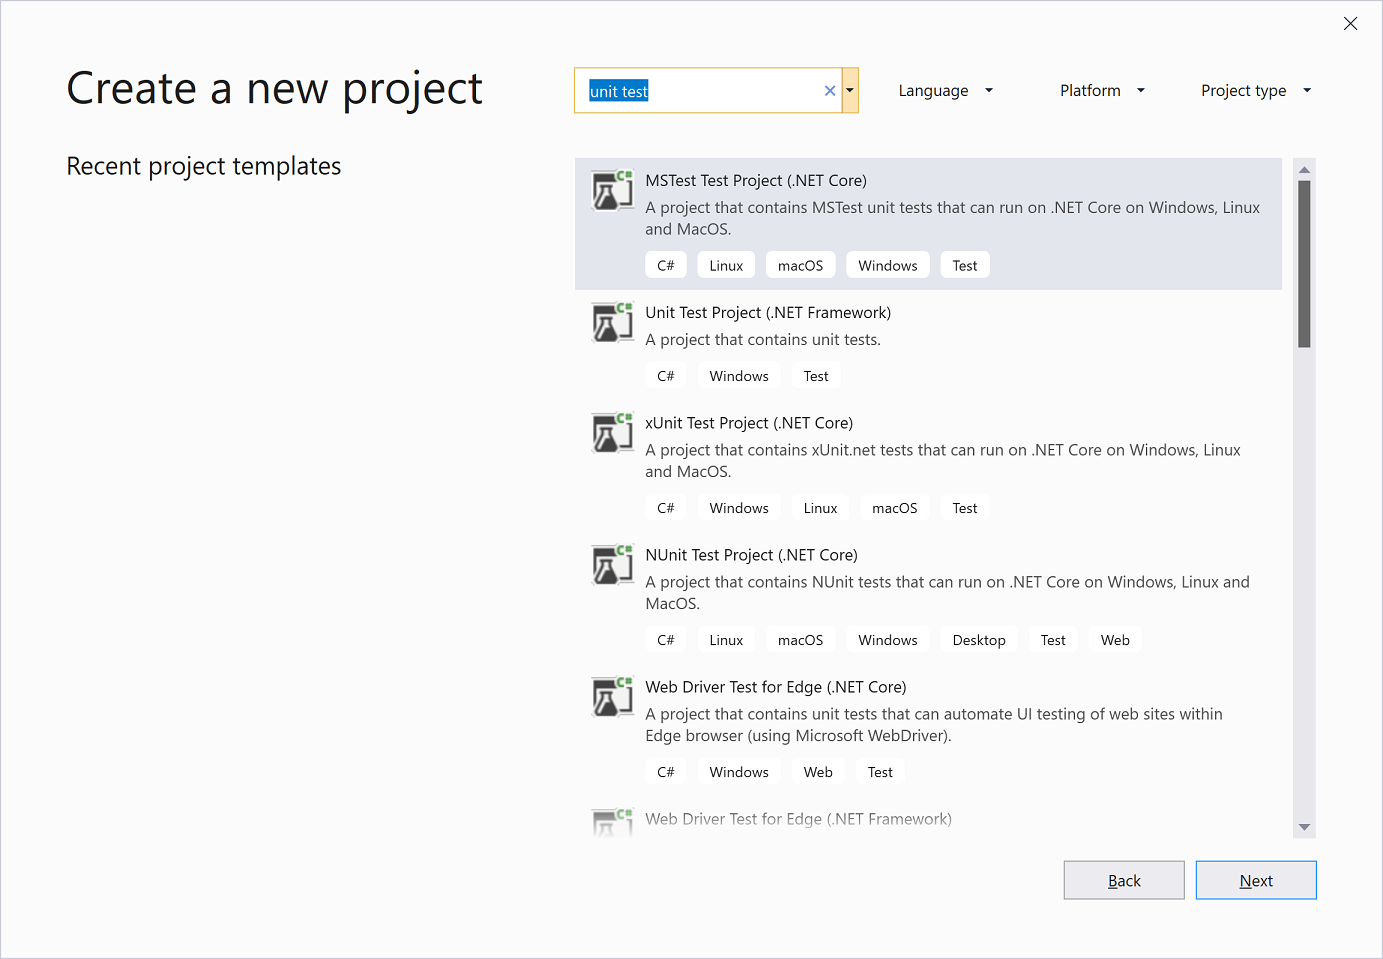 Create a new project
unit test
Language
Platform
Project type
Recent project templates
C#
MSTest Test Project (.NET Core)
A project that contains MSTest unit tests that can run on .NET Core on Windows, Linux
and MacOS.
C# Linux macOS Windows Test
C#
Unit Test Project (.NET Framework)
A project that contains unit tests.
C# Windows Test
C#
xUnit Test Project (.NET Core)
A project that contains xUnit.net tests that can run on .NET Core on Windows, Linux
and MacOS.
C# Windows Linux macOS Test
C#
NUnit Test Project (.NET Core)
A project that contains NUnit tests that can run on .NET Core on Windows, Linux and
MacOS.
C# Linux macOS Windows Desktop Test Web
C#
Web Driver Test for Edge (.NET Core)
A project that contains unit tests that can automate UI testing of web sites within
Edge browser (using Microsoft WebDriver).
C# Windows Web Test
C#
Web Driver Test for Edge (.NET Framework)
Back
Next